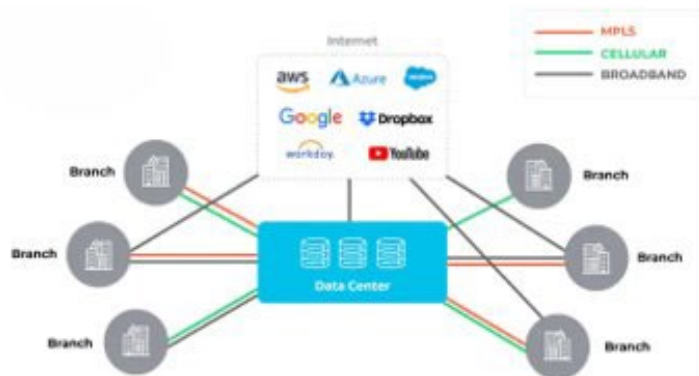 Internet
MPLS
CELLULAR
BROADBAND
aws
Azure
Google
Dropbox
workday.
YouTube
Branch
Branch
Branch
Branch
Data Center
Branch
Branch